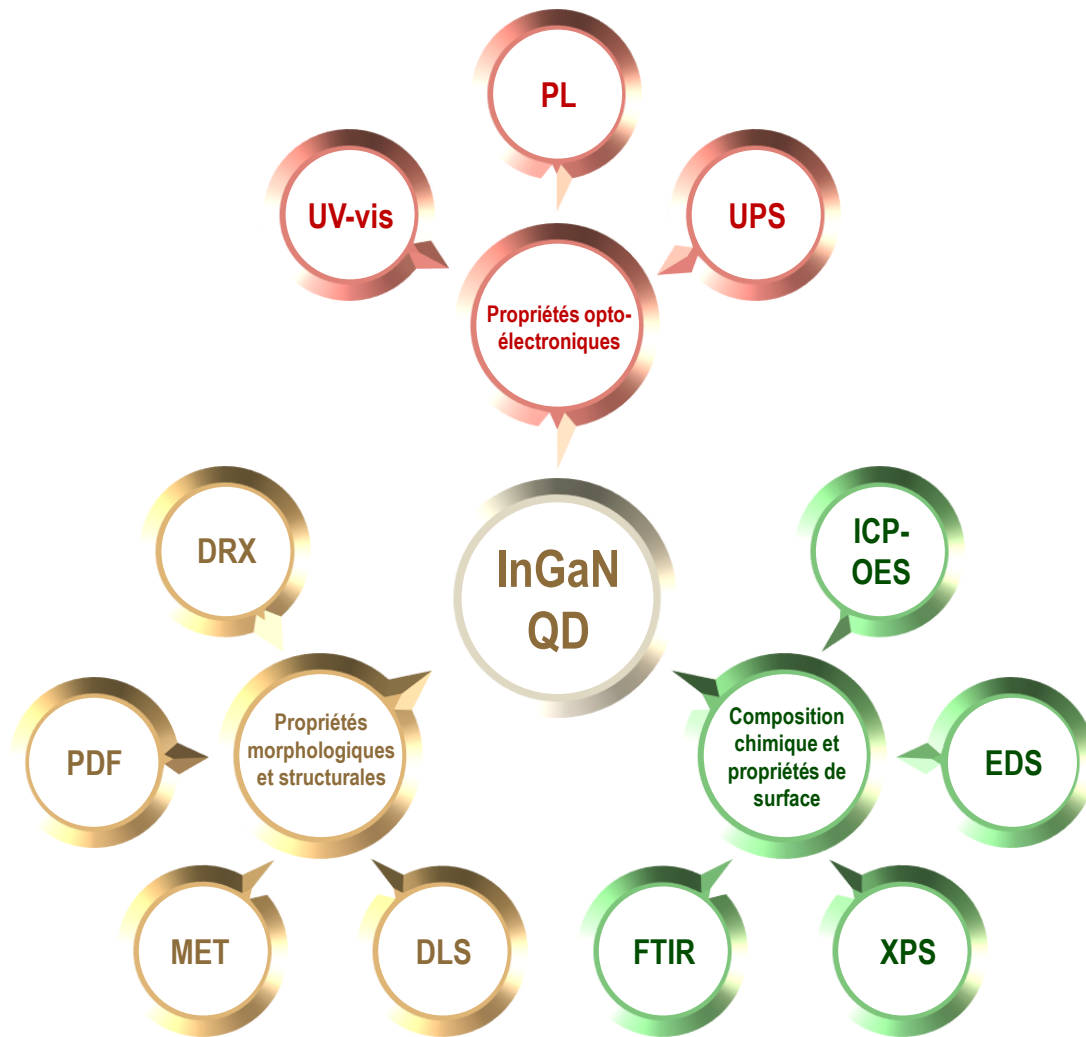 PL
UV-vis
UPS
Propriétés opto-
électroniques
DRX
InGaN
QD
ICP-
OES
PDF
Propriétés
morphologiques
et structurales
Composition
chimique et
propriétés de
surface
EDS
MET
DLS
FTIR
XPS